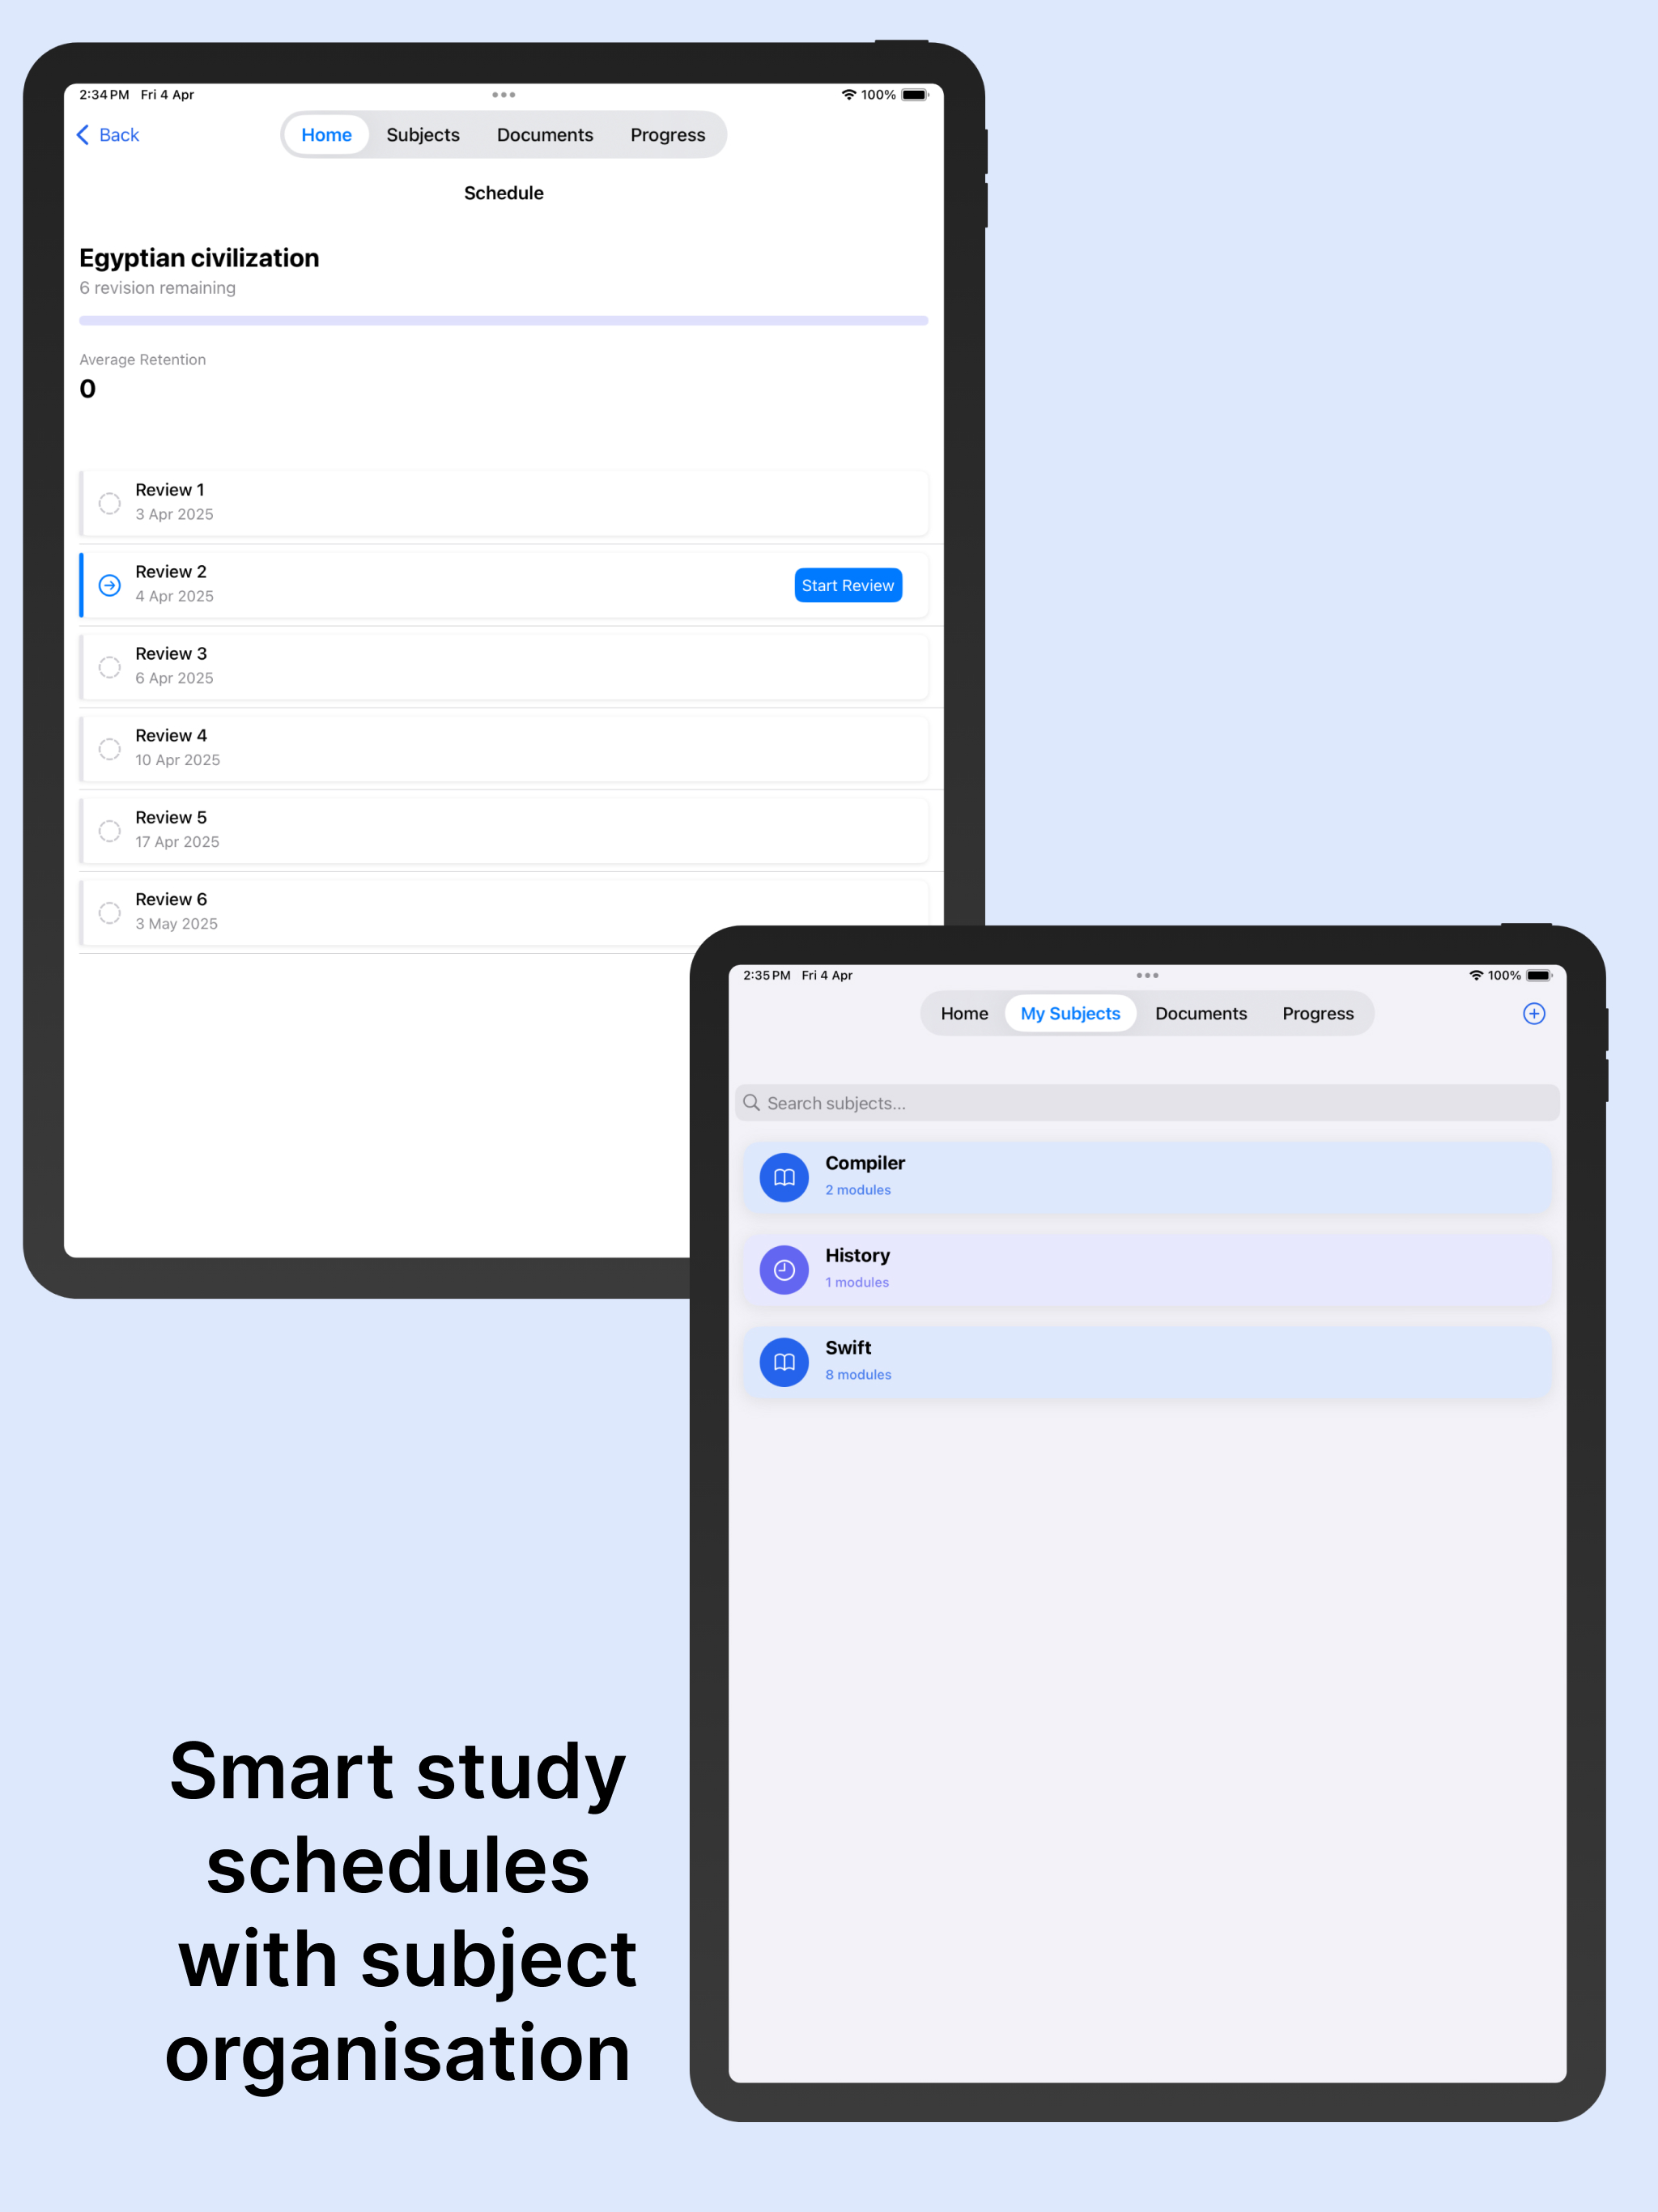 2:34 PM Fri 4 Apr
100%
Back
Home Subjects Documents Progress
Schedule
Egyptian civilization
6 revision remaining
Average Retention
0
Review 1
3 Apr 2025
Review 2
4 Apr 2025
Start Review
Review 3
6 Apr 2025
Review 4
10 Apr 2025
Review 5
17 Apr 2025
Review 6
3 May 2025
2:35 PM Fri 4 Apr
100%
Home My Subjects Documents Progress
Search subjects...
Compiler
2 modules
History
1 modules
Swift
8 modules
Smart study
schedules
with subject
organisation